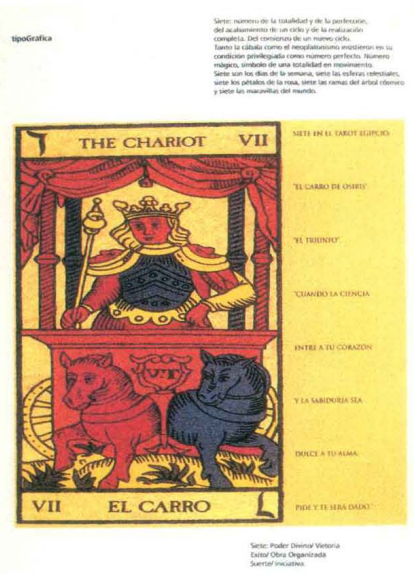 tipoGráfica
Siete: número de la totalidad y de la perfección,
del acabamiento de un ciclo y de la realización
completa. Del comienzo de un nuevo ciclo.
Tanto la cábala como el neoplatonismo insistieron en su
condición privilegiada como número perfecto. Número
mágico, símbolo de una totalidad en movimiento.
Siete son los días de la semana, siete las esferas celestiales,
siete los pétalos de la rosa, siete las ramas del árbol cósmico
y siete las maravillas del mundo.
THE CHARIOT VII
V T
VII EL CARRO
SIETE EN EL TAROT EGIPCIO:
"EL CARRO DE OSIRIS".
"EL TRIUNFO".
"CUANDO LA CIENCIA
ENTRE A TU CORAZÓN
Y LA SABIDURÍA SEA
DULCE A TU ALMA.
PIDE Y TE SERÁ DADO."
Siete: Poder Divino/ Victoria
Exito/ Obra Organizada
Suerte/ Iniciativa.